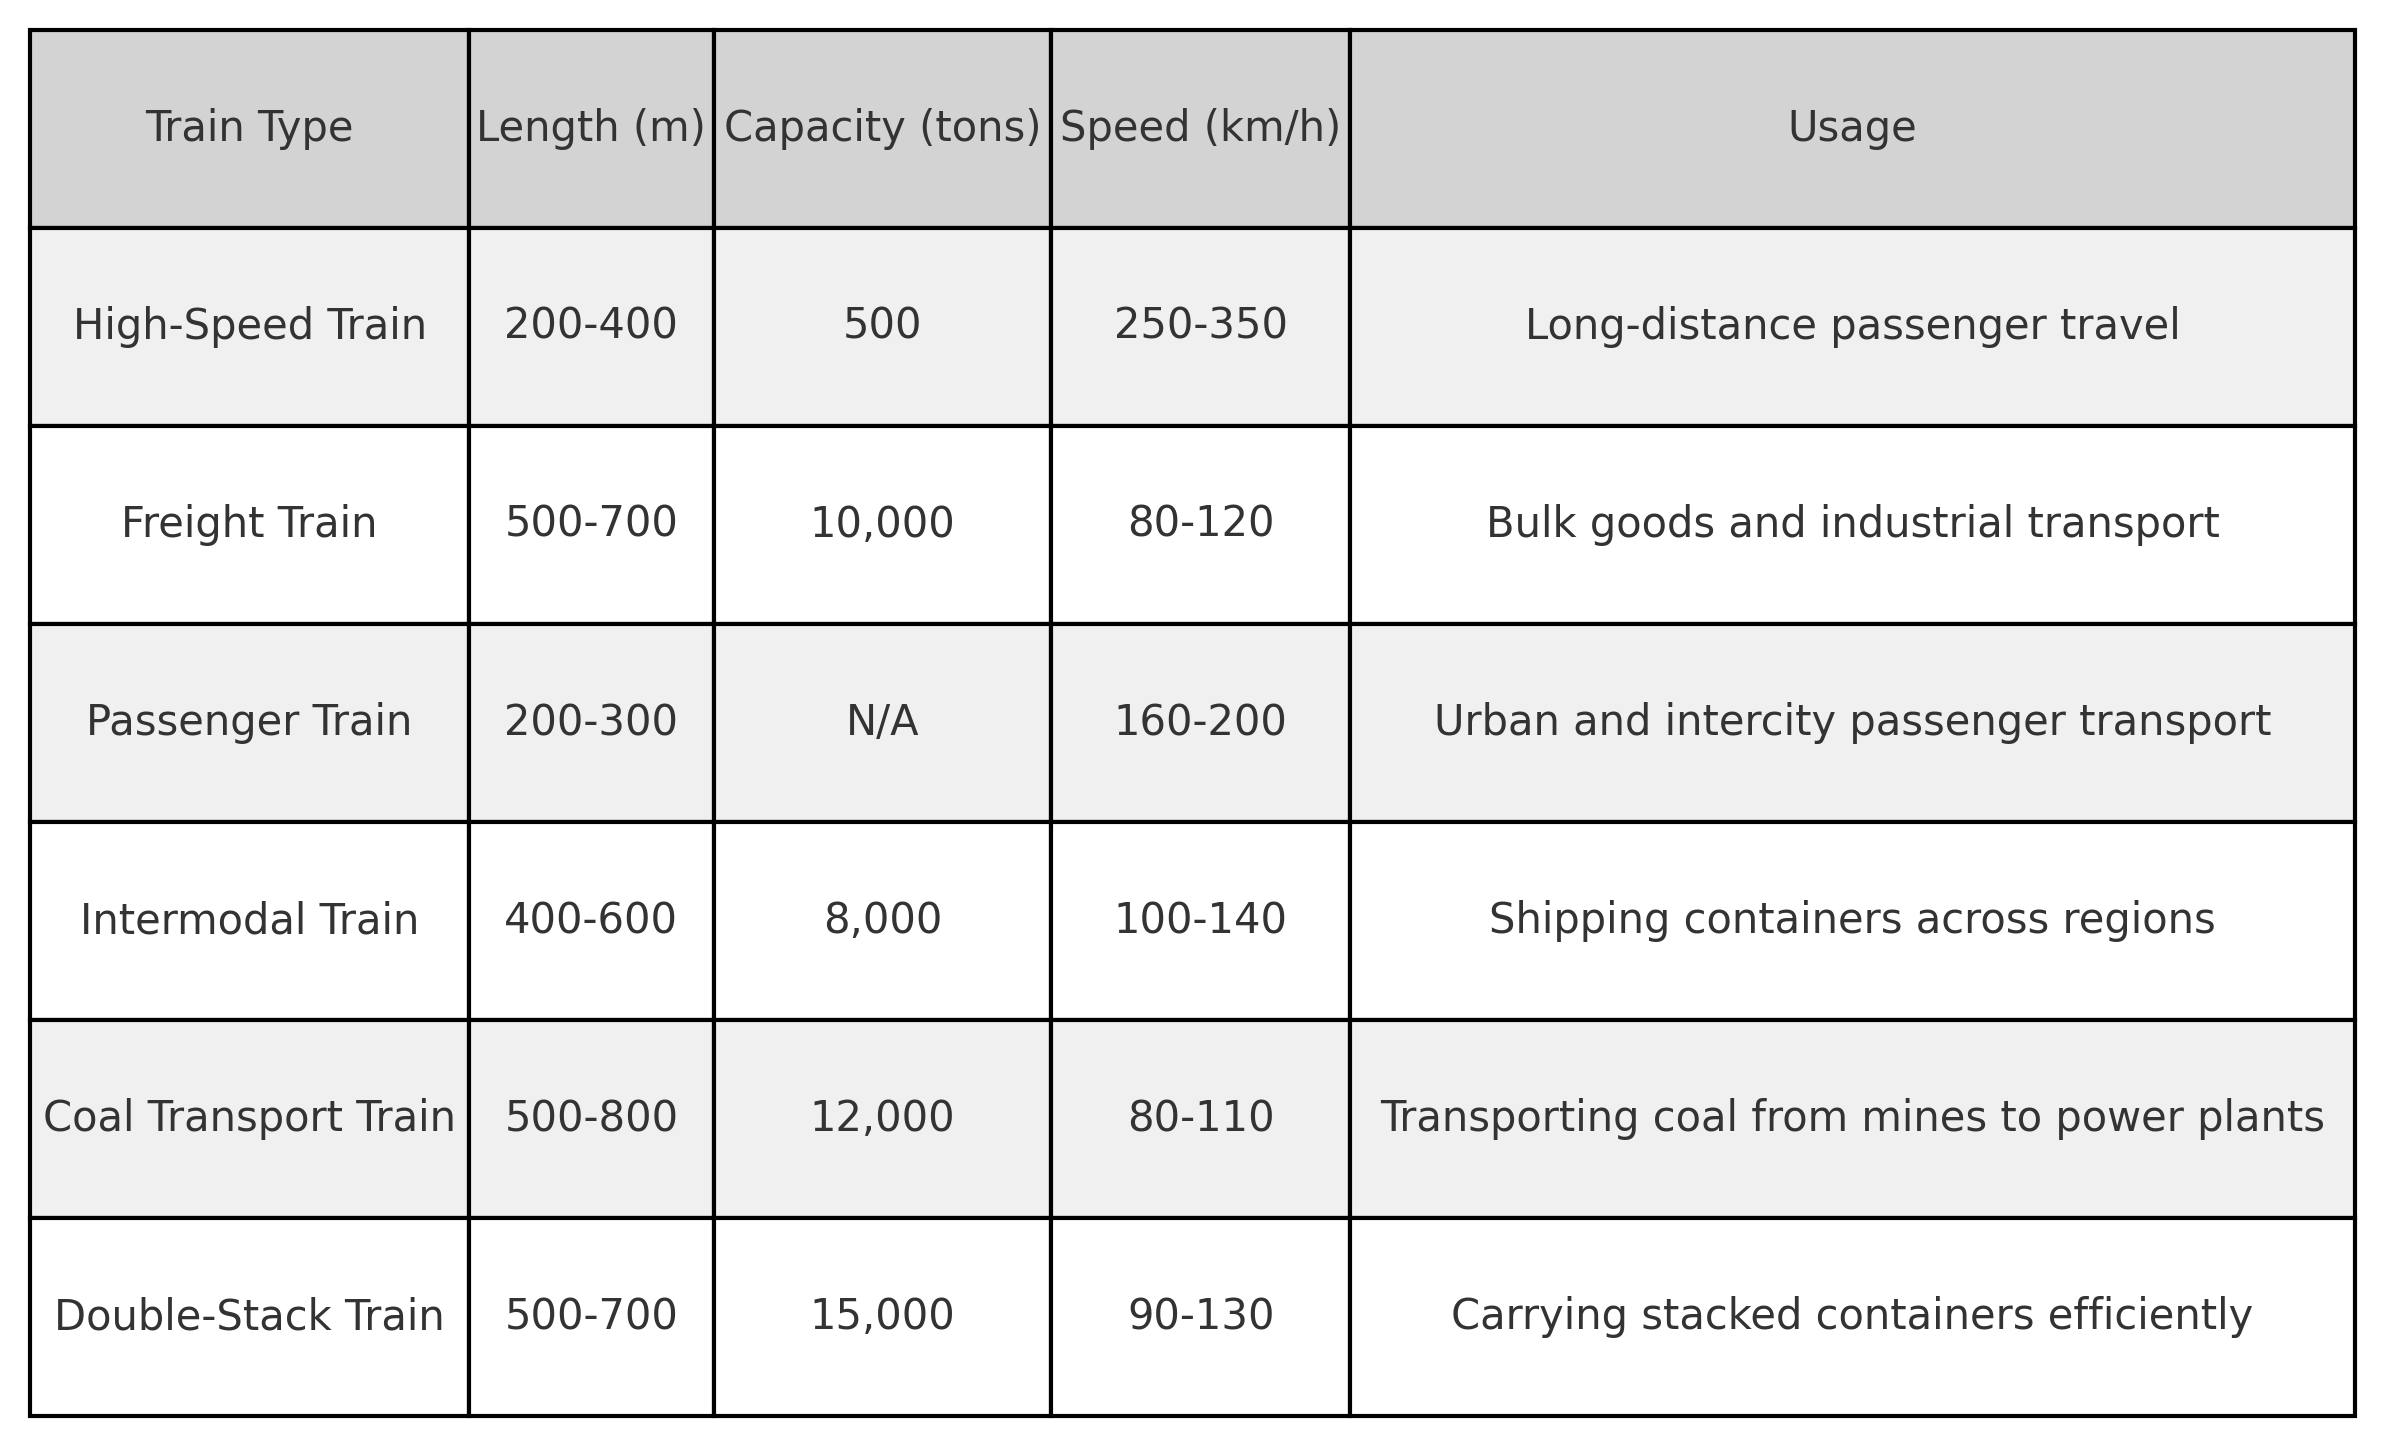 Train Type Length (m) Capacity (tons) Speed (km/h) Usage
High-Speed Train 200-400 500 250-350 Long-distance passenger travel
Freight Train 500-700 10,000 80-120 Bulk goods and industrial transport
Passenger Train 200-300 N/A 160-200 Urban and intercity passenger transport
Intermodal Train 400-600 8,000 100-140 Shipping containers across regions
Coal Transport Train 500-800 12,000 80-110 Transporting coal from mines to power plants
Double-Stack Train 500-700 15,000 90-130 Carrying stacked containers efficiently